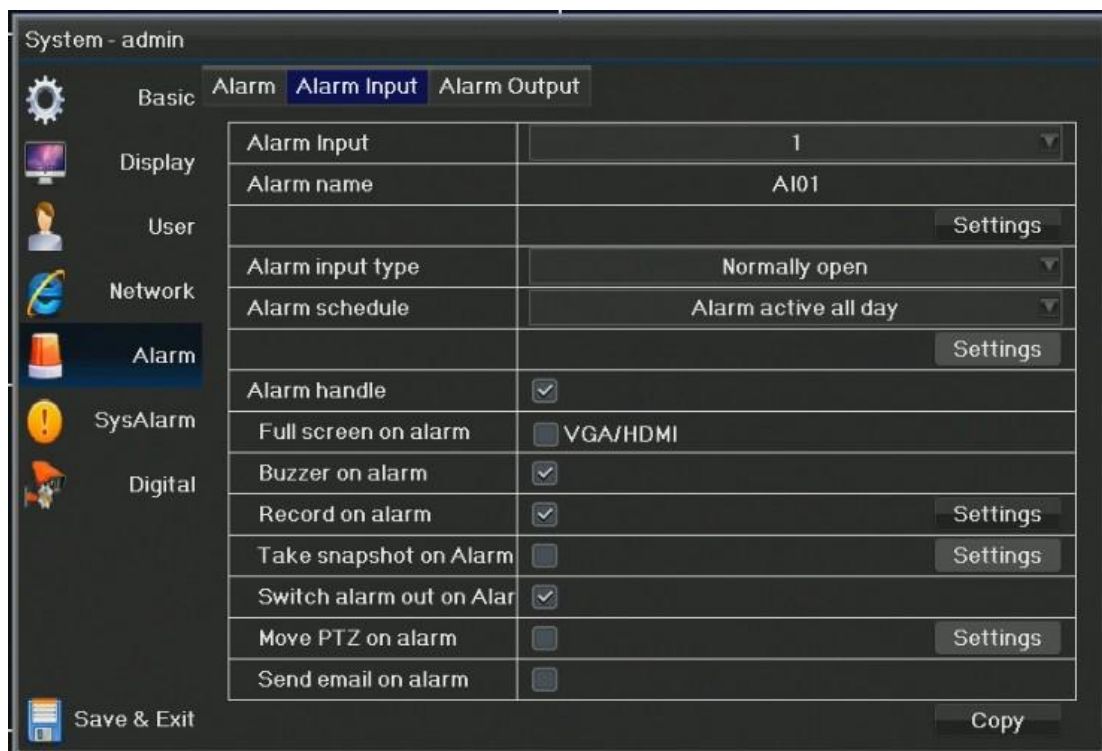 System - admin
Basic
Display
User
Network
Alarm
SysAlarm
Digital
Save & Exit
Alarm Alarm Input Alarm Output
Alarm Input 1
Alarm name AI01
Settings
Alarm input type Normally open
Alarm schedule Alarm active all day
Settings
Alarm handle
Full screen on alarm VGA/HDMI
Buzzer on alarm
Record on alarm Settings
Take snapshot on Alarm Settings
Switch alarm out on Alar
Move PTZ on alarm Settings
Send email on alarm
Copy